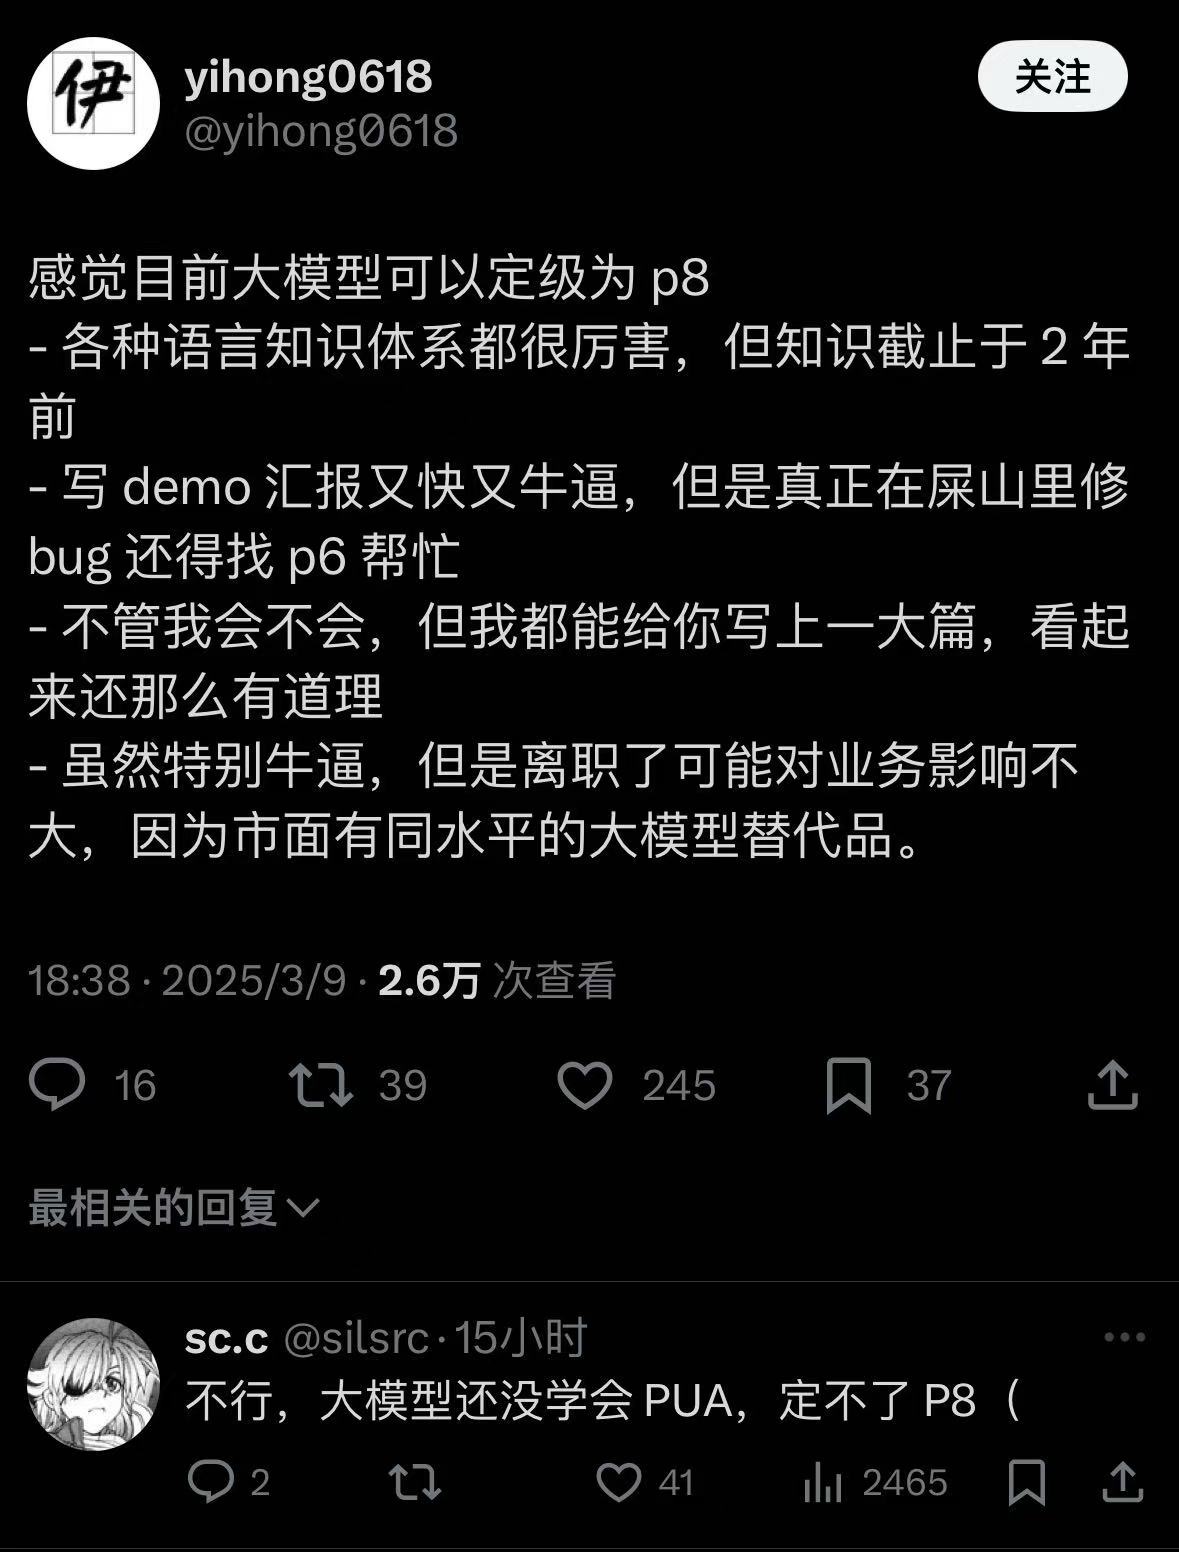 伊
yihong0618
@yihong0618
关注
感觉目前大模型可以定级为 p8
- 各种语言知识体系都很厉害，但知识截止于 2 年
前
- 写 demo 汇报又快又牛逼，但是真正在屎山里修
bug 还得找 p6 帮忙
- 不管我会不会，但我都能给你写上一大篇，看起
来还那么有道理
- 虽然特别牛逼，但是离职了可能对业务影响不
大，因为市面有同水平的大模型替代品。
18:38 · 2025/3/9 · 2.6万 次查看
16 39 245 37
最相关的回复
sc.c @silsrc · 15小时
不行，大模型还没学会 PUA，定不了 P8（
2 41 2465